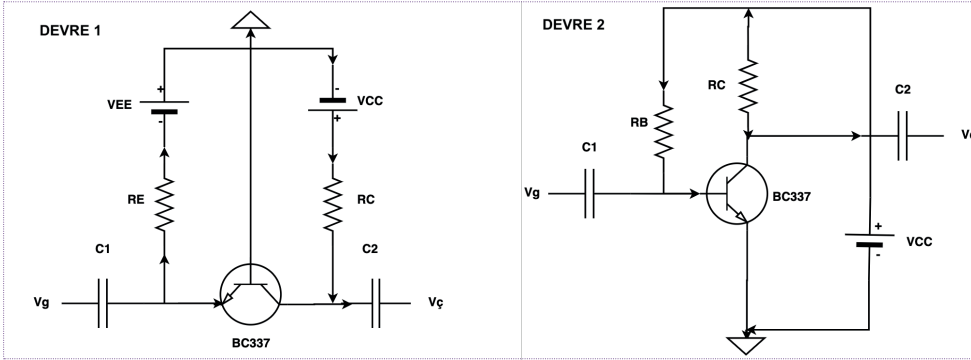 DEVRE 1
VEE
+
-
-
VCC
+
RE
RC
C1
C2
Vg
Vç
BC337
DEVRE 2
RC
C2
RB
C1
Vg
BC337
+
VCC
-